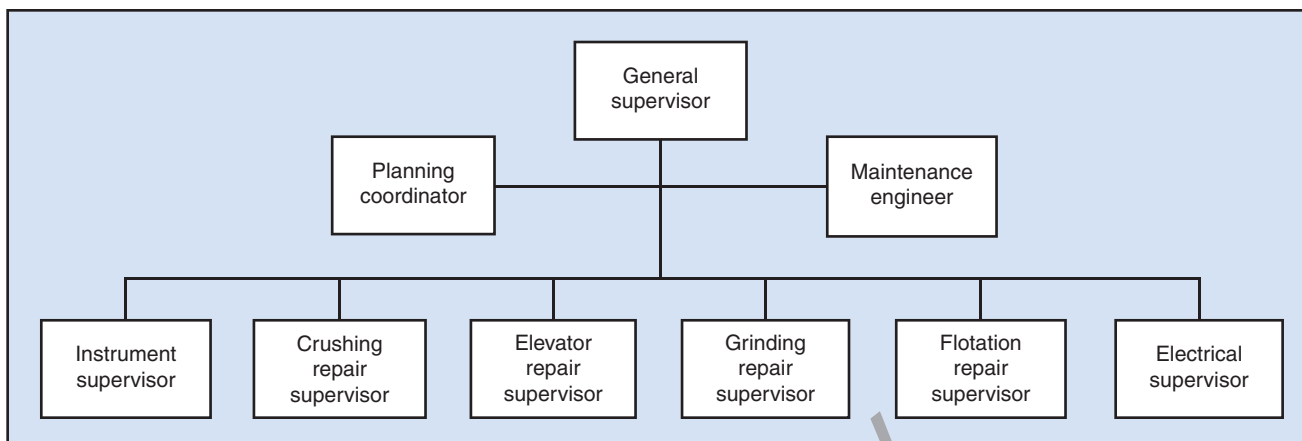 General
supervisor
Planning
coordinator
Maintenance
engineer
Instrument
supervisor
Crushing
repair
supervisor
Elevator
repair
supervisor
Grinding
repair
supervisor
Flotation
repair
supervisor
Electrical
supervisor